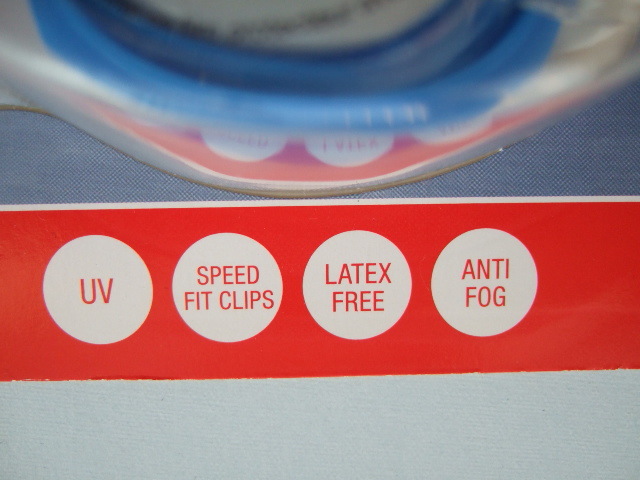 UV
SPEED
FIT CLIPS
LATEX
FREE
ANTI
FOG